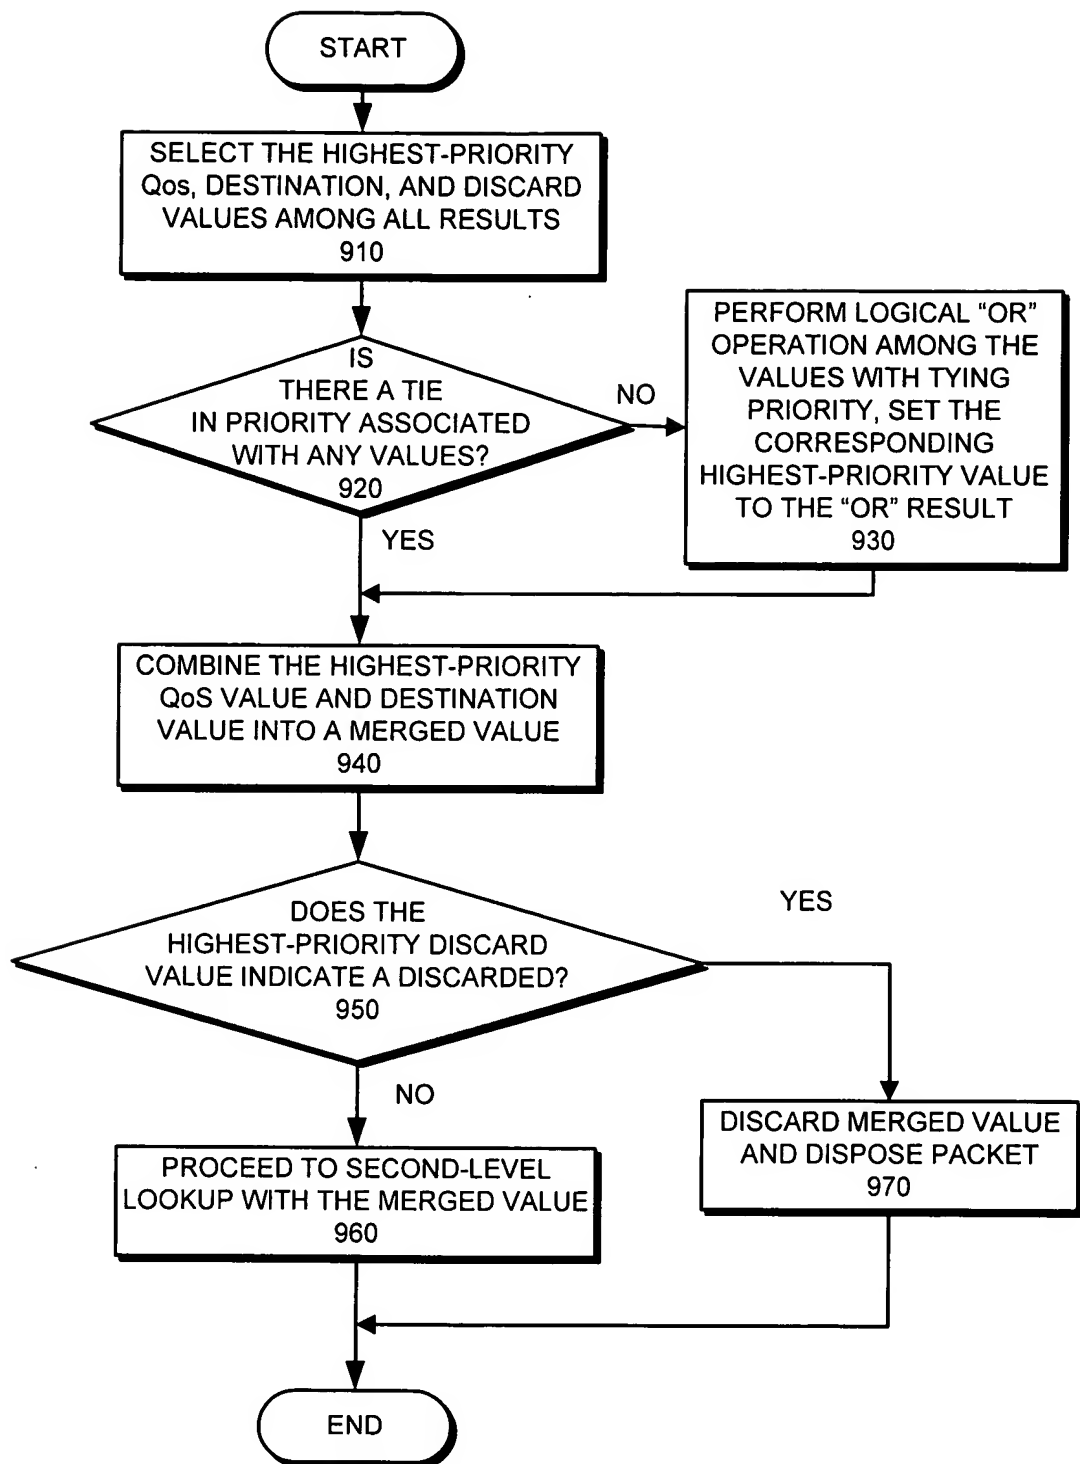 START
SELECT THE HIGHEST-PRIORITY
Qos, DESTINATION, AND DISCARD
VALUES AMONG ALL RESULTS
910
IS
THERE A TIE
IN PRIORITY ASSOCIATED
WITH ANY VALUES?
920
NO
PERFORM LOGICAL “OR”
OPERATION AMONG THE
VALUES WITH TYING
PRIORITY, SET THE
CORRESPONDING
HIGHEST-PRIORITY VALUE
TO THE “OR” RESULT
930
YES
COMBINE THE HIGHEST-PRIORITY
QoS VALUE AND DESTINATION
VALUE INTO A MERGED VALUE
940
DOES THE
HIGHEST-PRIORITY DISCARD
VALUE INDICATE A DISCARDED?
950
YES
NO
DISCARD MERGED VALUE
AND DISPOSE PACKET
970
PROCEED TO SECOND-LEVEL
LOOKUP WITH THE MERGED VALUE
960
END